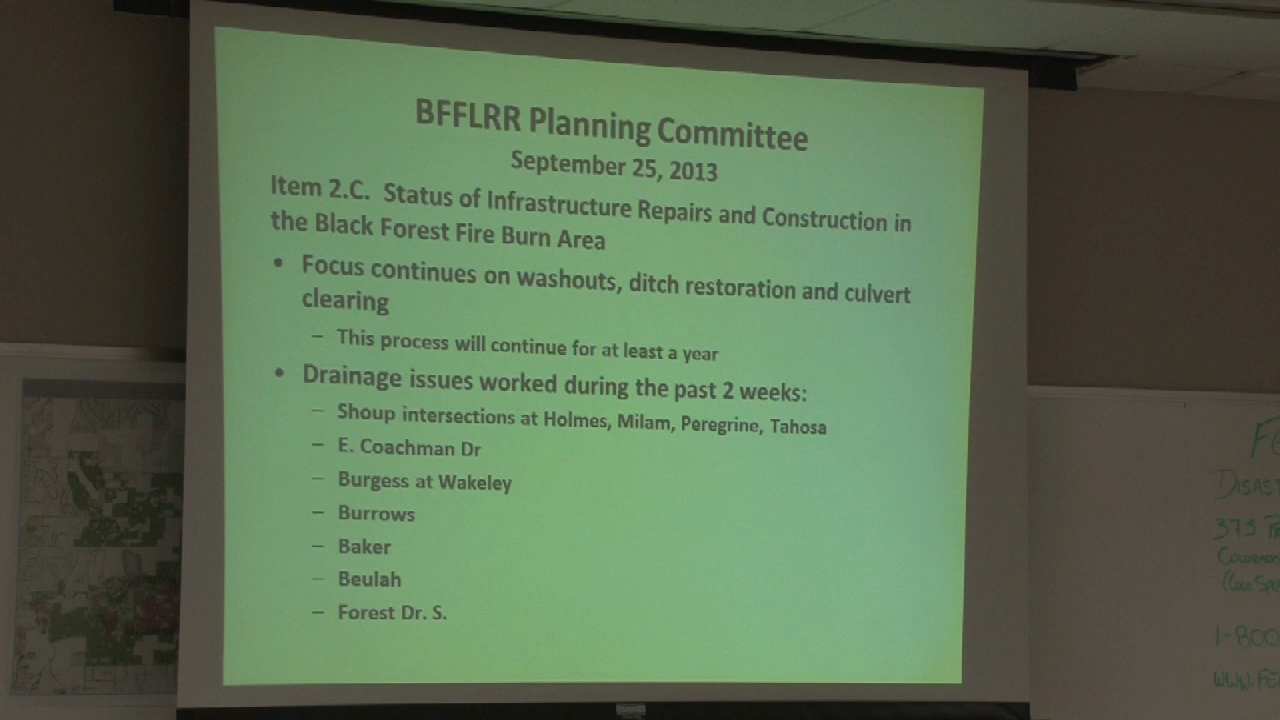 BFFLRR Planning Committee
September 25, 2013
Item 2.C. Status of Infrastructure Repairs and Construction in
the Black Forest Fire Burn Area
• Focus continues on washouts, ditch restoration and culvert
clearing
– This process will continue for at least a year
• Drainage issues worked during the past 2 weeks:
– Shoup intersections at Holmes, Milam, Peregrine, Tahosa
– E. Coachman Dr
– Burgess at Wakeley
– Burrows
– Baker
– Beulah
– Forest Dr. S.
373
1-800